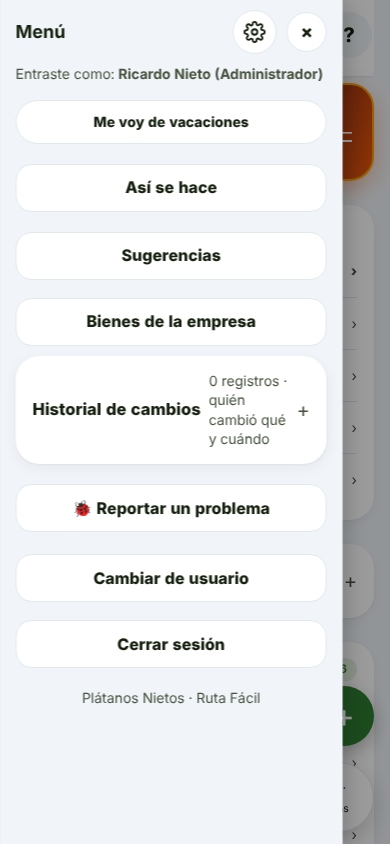 Menú
×
?
Entraste como: Ricardo Nieto (Administrador)
Me voy de vacaciones
Así se hace
Sugerencias
Bienes de la empresa
Historial de cambios
0 registros ·
quién
cambió qué
y cuándo
+
🐞 Reportar un problema
Cambiar de usuario
+
Cerrar sesión
Plátanos Nietos · Ruta Fácil
+